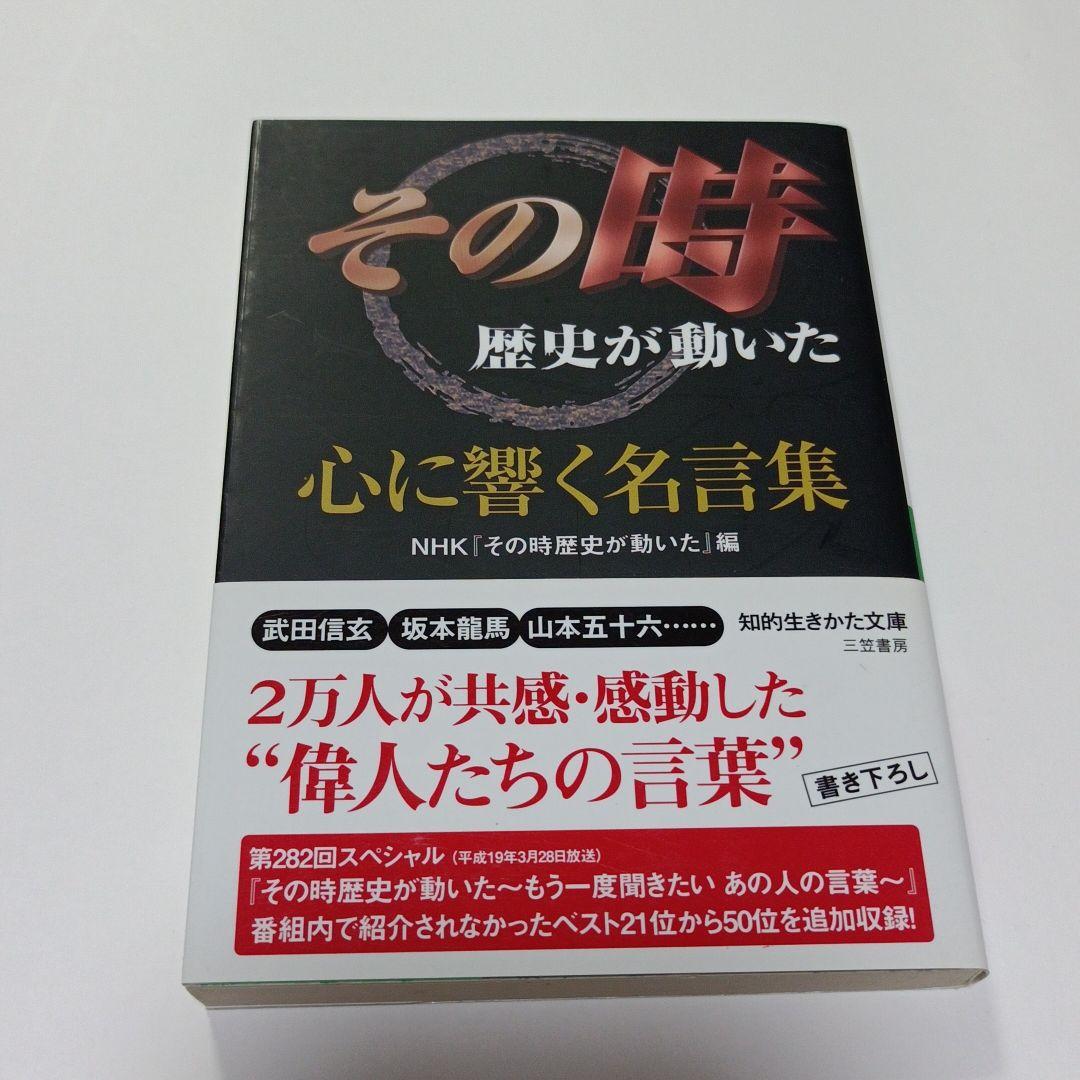 その時
歴史が動いた
心に響く名言集
NHK『その時歴史が動いた』編
武田信玄 坂本龍馬 山本五十六……
知的生きかた文庫
三笠書房
2万人が共感・感動した
“偉人たちの言葉”
書き下ろし
第282回スペシャル（平成19年3月28日放送）
『その時歴史が動いた〜もう一度聞きたい あの人の言葉〜』
番組内で紹介されなかったベスト21位から50位を追加収録！